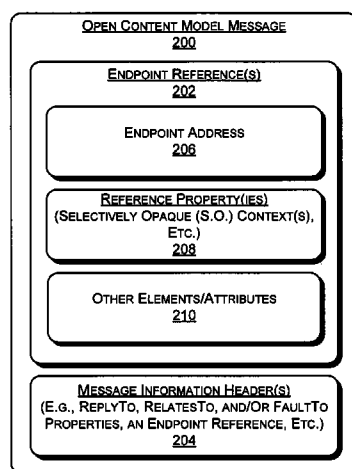 OPEN CONTENT MODEL MESSAGE
200
ENDPOINT REFERENCE(S)
202
ENDPOINT ADDRESS
206
REFERENCE PROPERTY(IES)
(SELECTIVELY OPAQUE (S.O.) CONTEXT(S),
ETC.)
208
OTHER ELEMENTS/ATTRIBUTES
210
MESSAGE INFORMATION HEADER(S)
(E.G., REPLYTO, RELATESTO, AND/OR FAULTTO
PROPERTIES, AN ENDPOINT REFERENCE, ETC.)
204